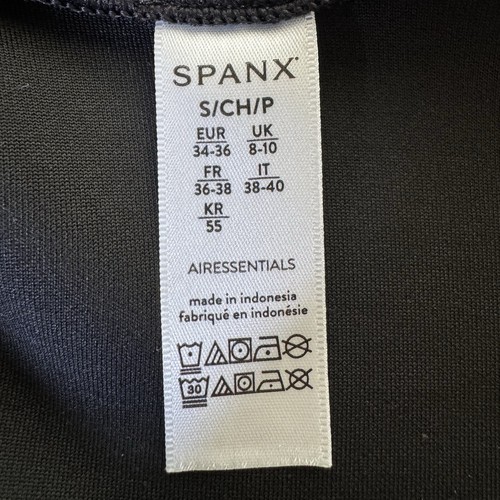 SPANX
S/CH/P
EUR UK
34-36 8-10
FR IT
36-38 38-40
KR
55
AIRESSENTIALS
made in indonesia
fabriqué en indonésie
30